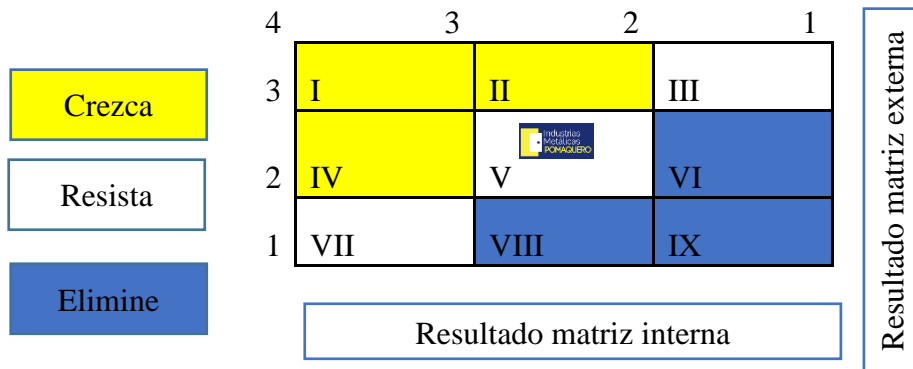 4 3 2 1
Crezca
Resista
Elimine
3 I II III
Industrias
Metálicas
POMAQUERO
2 IV V VI
1 VII VIII IX
Resultado matriz interna
Resultado matriz externa